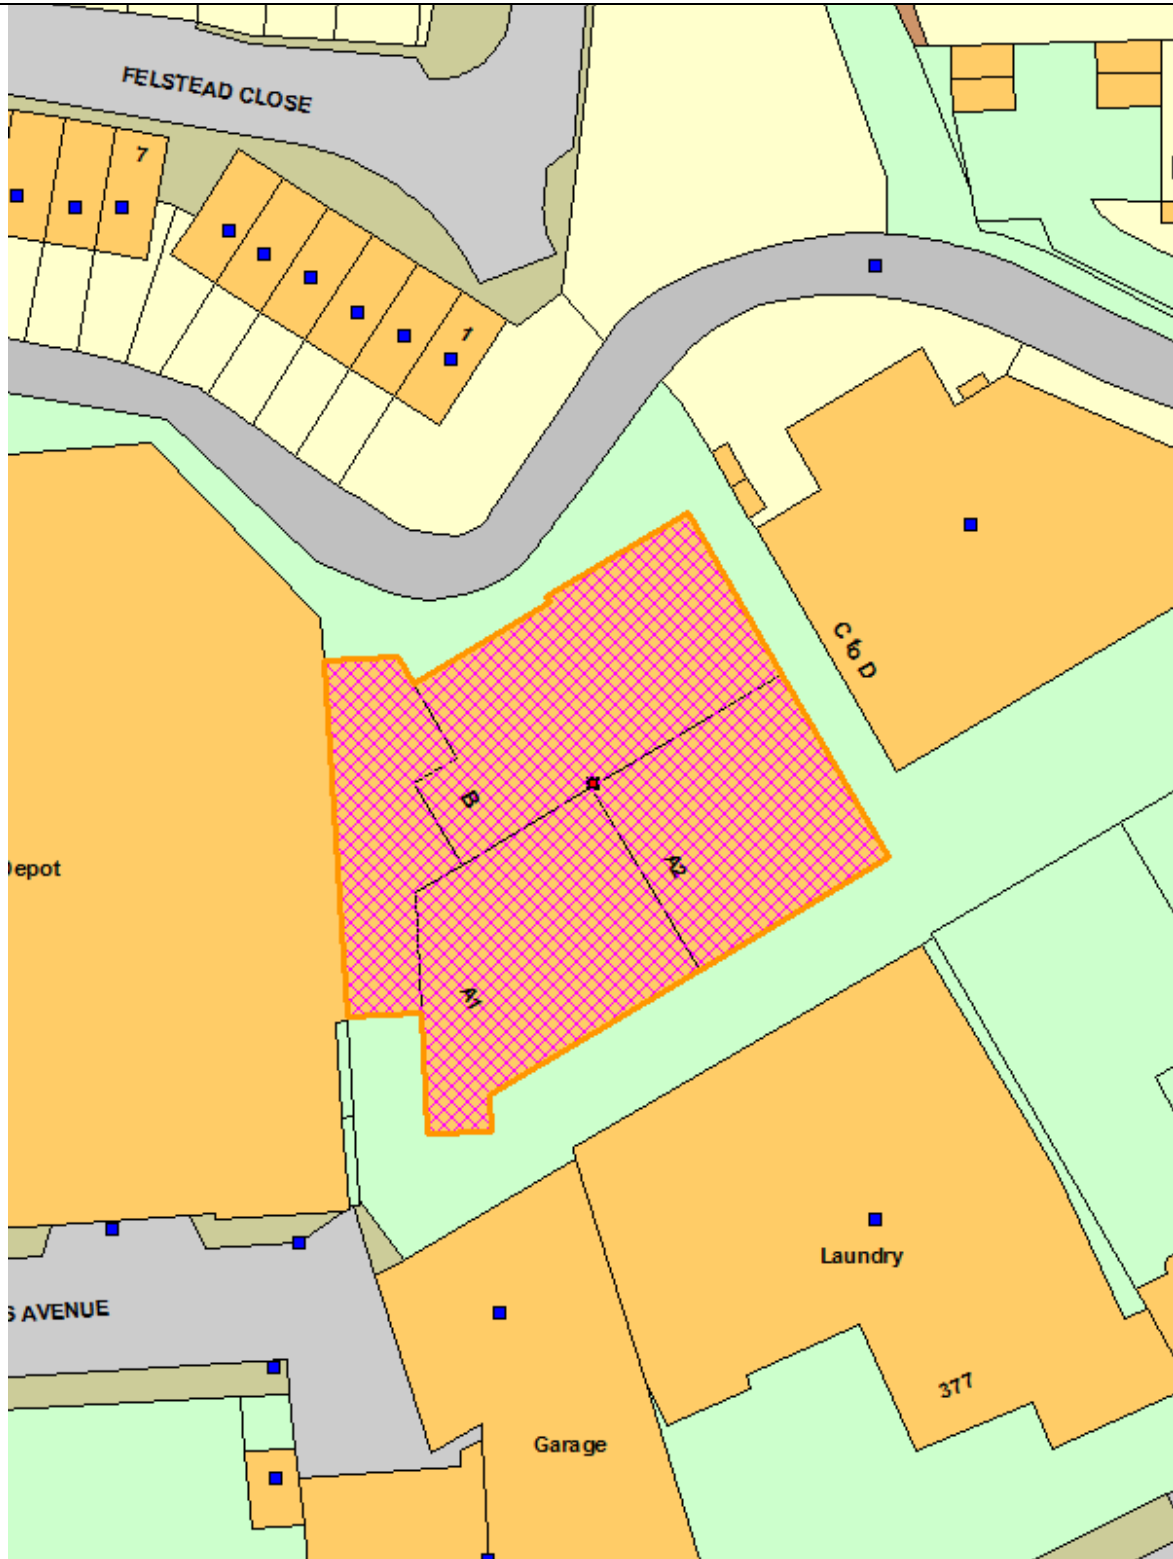 FELSTEAD CLOSE
7
1
C to D
B
A2
epot
A1
Laundry
S AVENUE
377
Garage